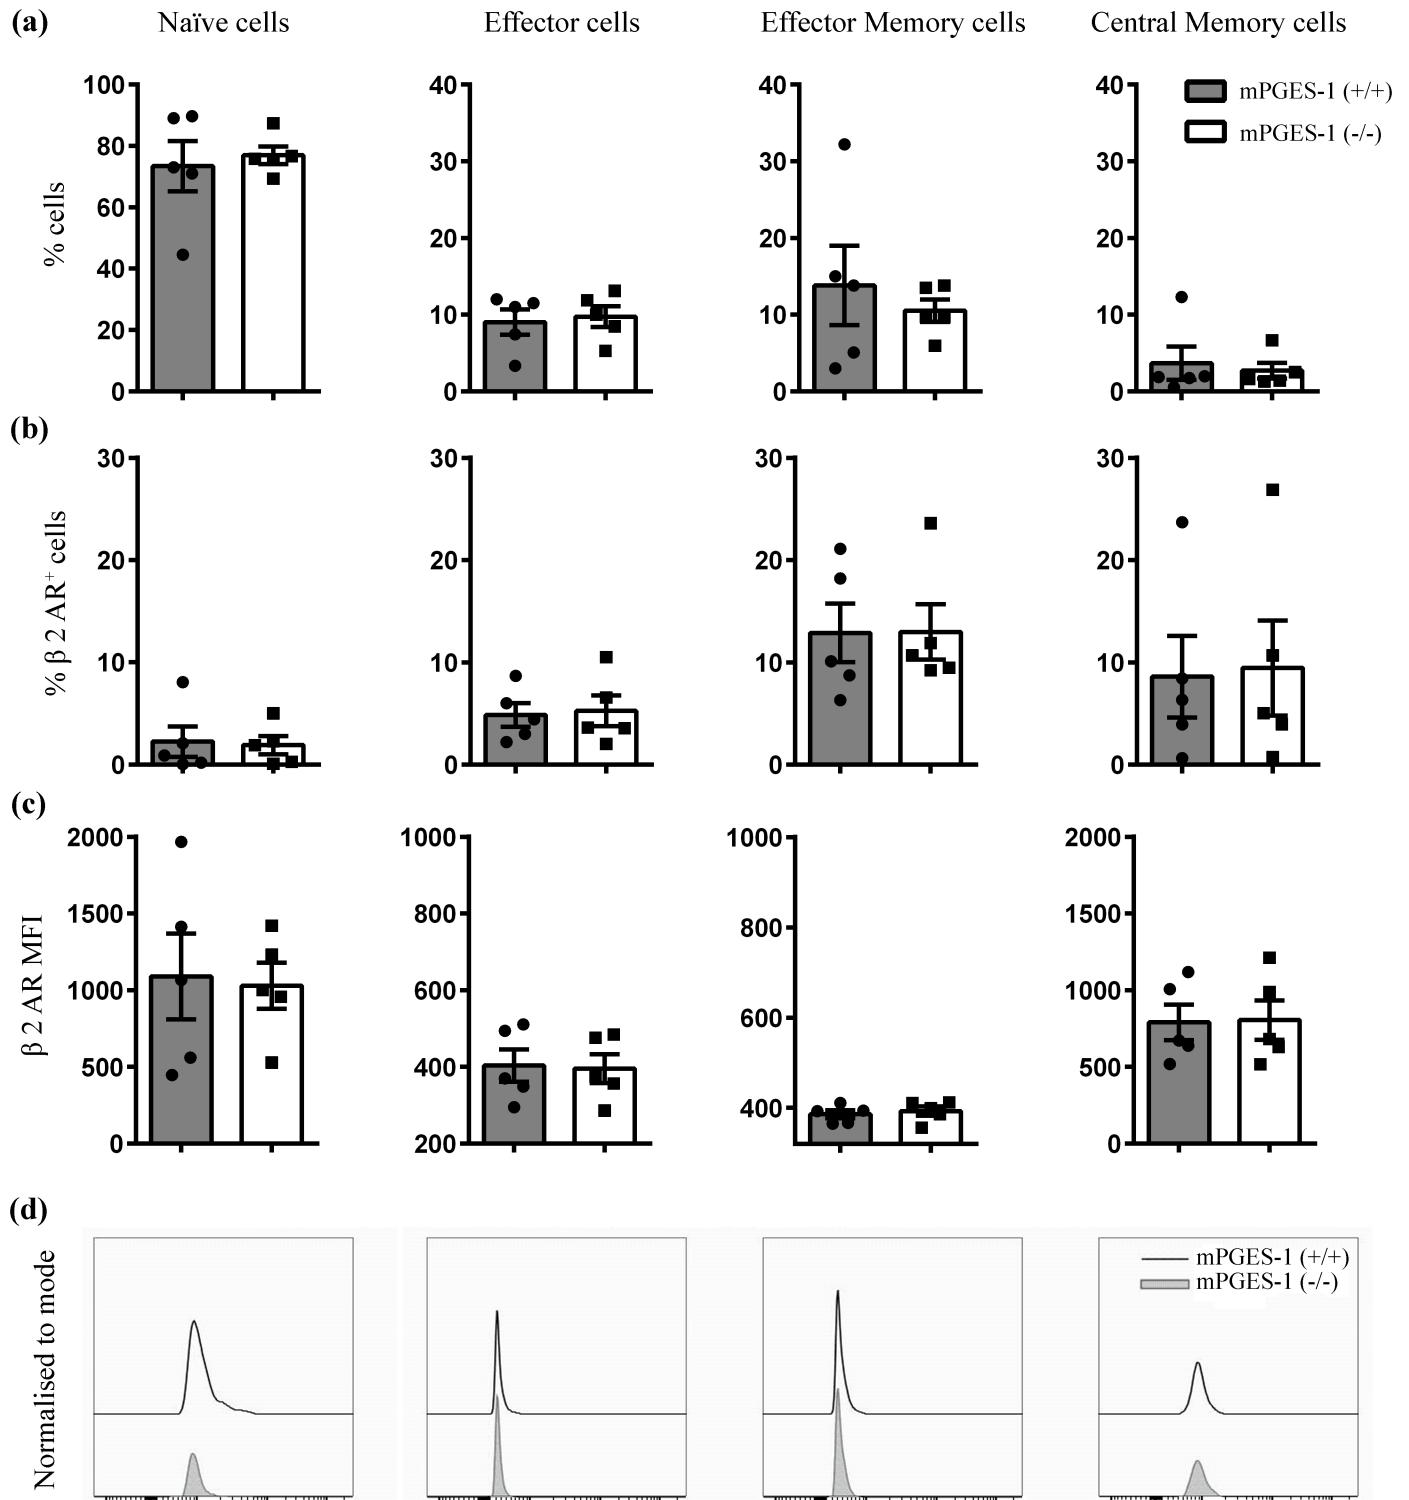 (a) Naïve cells Effector cells Effector Memory cells Central Memory cells
mPGES-1 (+/+)
mPGES-1 (-/-)
% cells
100 80 60 40 20 0
40 30 20 10 0
40 30 20 10 0
40 30 20 10 0
(b)
% β 2 AR⁺ cells
30 20 10 0
30 20 10 0
30 20 10 0
30 20 10 0
(c)
β 2 AR MFI
2000 1500 1000 500 0
1000 800 600 400 200
1000 800 600 400
2000 1500 1000 500 0
(d)
Normalised to mode
mPGES-1 (+/+)
mPGES-1 (-/-)